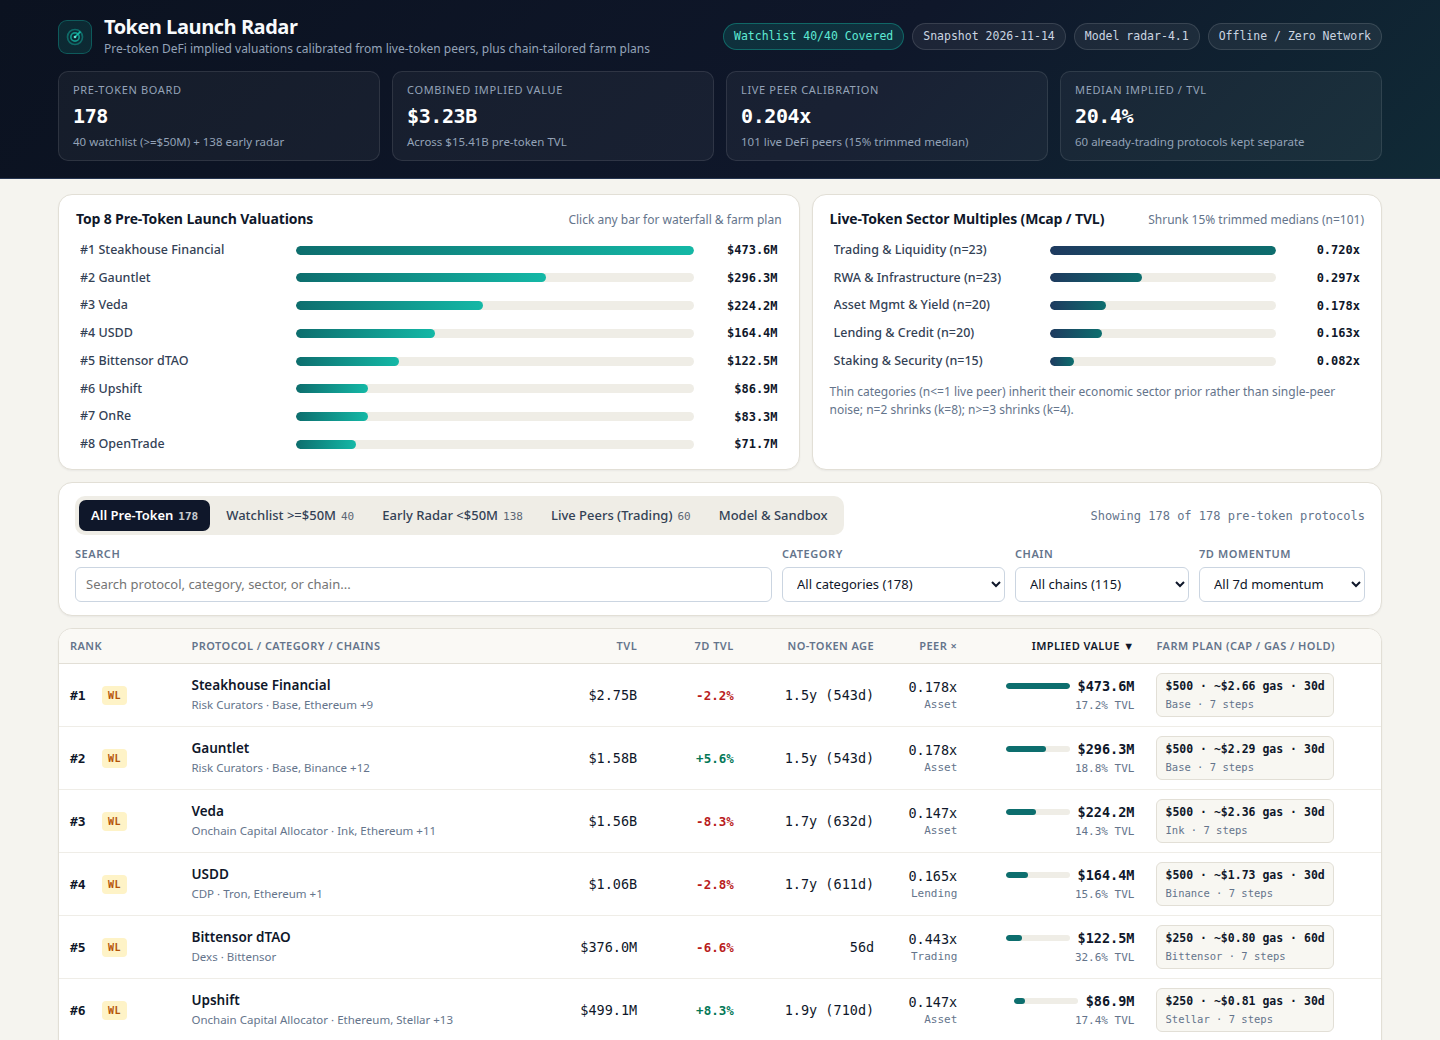 Token Launch Radar
Pre-token DeFi implied valuations calibrated from live-token peers, plus chain-tailored farm plans
Watchlist 40/40 Covered
Snapshot 2026-11-14
Model radar-4.1
Offline / Zero Network
PRE-TOKEN BOARD
178
40 watchlist (>=$50M) + 138 early radar
COMBINED IMPLIED VALUE
$3.23B
Across $15.41B pre-token TVL
LIVE PEER CALIBRATION
0.204x
101 live DeFi peers (15% trimmed median)
MEDIAN IMPLIED / TVL
20.4%
60 already-trading protocols kept separate
Top 8 Pre-Token Launch Valuations
Click any bar for waterfall & farm plan
#1 Steakhouse Financial $473.6M
#2 Gauntlet $296.3M
#3 Veda $224.2M
#4 USDD $164.4M
#5 Bittensor dTAO $122.5M
#6 Upshift $86.9M
#7 OnRe $83.3M
#8 OpenTrade $71.7M
Live-Token Sector Multiples (Mcap / TVL)
Shrunk 15% trimmed medians (n=101)
Trading & Liquidity (n=23) 0.720x
RWA & Infrastructure (n=23) 0.297x
Asset Mgmt & Yield (n=20) 0.178x
Lending & Credit (n=20) 0.163x
Staking & Security (n=15) 0.082x
Thin categories (n<=1 live peer) inherit their economic sector prior rather than single-peer
noise; n=2 shrinks (k=8); n>=3 shrinks (k=4).
All Pre-Token 178
Watchlist >=$50M 40
Early Radar <$50M 138
Live Peers (Trading) 60
Model & Sandbox
Showing 178 of 178 pre-token protocols
SEARCH
Search protocol, category, sector, or chain...
CATEGORY
All categories (178)
CHAIN
All chains (115)
7D MOMENTUM
All 7d momentum
RANK PROTOCOL / CATEGORY / CHAINS TVL 7D TVL NO-TOKEN AGE PEER × IMPLIED VALUE ▼ FARM PLAN (CAP / GAS / HOLD)
#1 WL Steakhouse Financial $2.75B -2.2% 1.5y (543d) 0.178x $473.6M $500 · ~$2.66 gas · 30d
Risk Curators · Base, Ethereum +9 Asset 17.2% TVL Base · 7 steps
#2 WL Gauntlet $1.58B +5.6% 1.5y (543d) 0.178x $296.3M $500 · ~$2.29 gas · 30d
Risk Curators · Base, Binance +12 Asset 18.8% TVL Base · 7 steps
#3 WL Veda $1.56B -8.3% 1.7y (632d) 0.147x $224.2M $500 · ~$2.36 gas · 30d
Onchain Capital Allocator · Ink, Ethereum +11 Asset 14.3% TVL Ink · 7 steps
#4 WL USDD $1.06B -2.8% 1.7y (611d) 0.165x $164.4M $500 · ~$1.73 gas · 30d
CDP · Tron, Ethereum +1 Lending 15.6% TVL Binance · 7 steps
#5 WL Bittensor dTAO $376.0M -6.6% 56d 0.443x $122.5M $250 · ~$0.80 gas · 60d
Dexs · Bittensor Trading 32.6% TVL Bittensor · 7 steps
#6 WL Upshift $499.1M +8.3% 1.9y (710d) 0.147x $86.9M $250 · ~$0.81 gas · 30d
Onchain Capital Allocator · Ethereum, Stellar +13 Asset 17.4% TVL Stellar · 7 steps